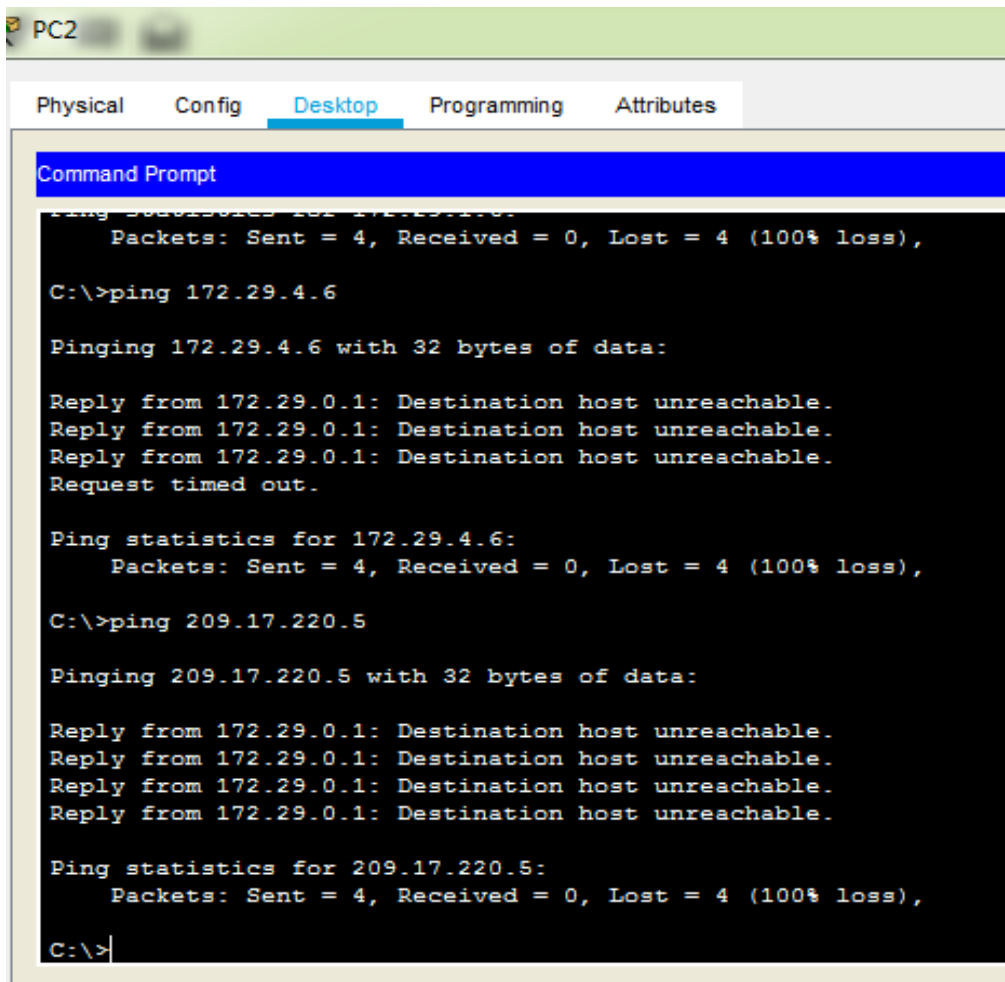 PC2
Physical Config Desktop Programming Attributes
Command Prompt
Ping statistics for 172.29.1.6:
Packets: Sent = 4, Received = 0, Lost = 4 (100% loss),
C:\>ping 172.29.4.6
Pinging 172.29.4.6 with 32 bytes of data:
Reply from 172.29.0.1: Destination host unreachable.
Reply from 172.29.0.1: Destination host unreachable.
Reply from 172.29.0.1: Destination host unreachable.
Request timed out.
Ping statistics for 172.29.4.6:
Packets: Sent = 4, Received = 0, Lost = 4 (100% loss),
C:\>ping 209.17.220.5
Pinging 209.17.220.5 with 32 bytes of data:
Reply from 172.29.0.1: Destination host unreachable.
Reply from 172.29.0.1: Destination host unreachable.
Reply from 172.29.0.1: Destination host unreachable.
Reply from 172.29.0.1: Destination host unreachable.
Ping statistics for 209.17.220.5:
Packets: Sent = 4, Received = 0, Lost = 4 (100% loss),
C:\>